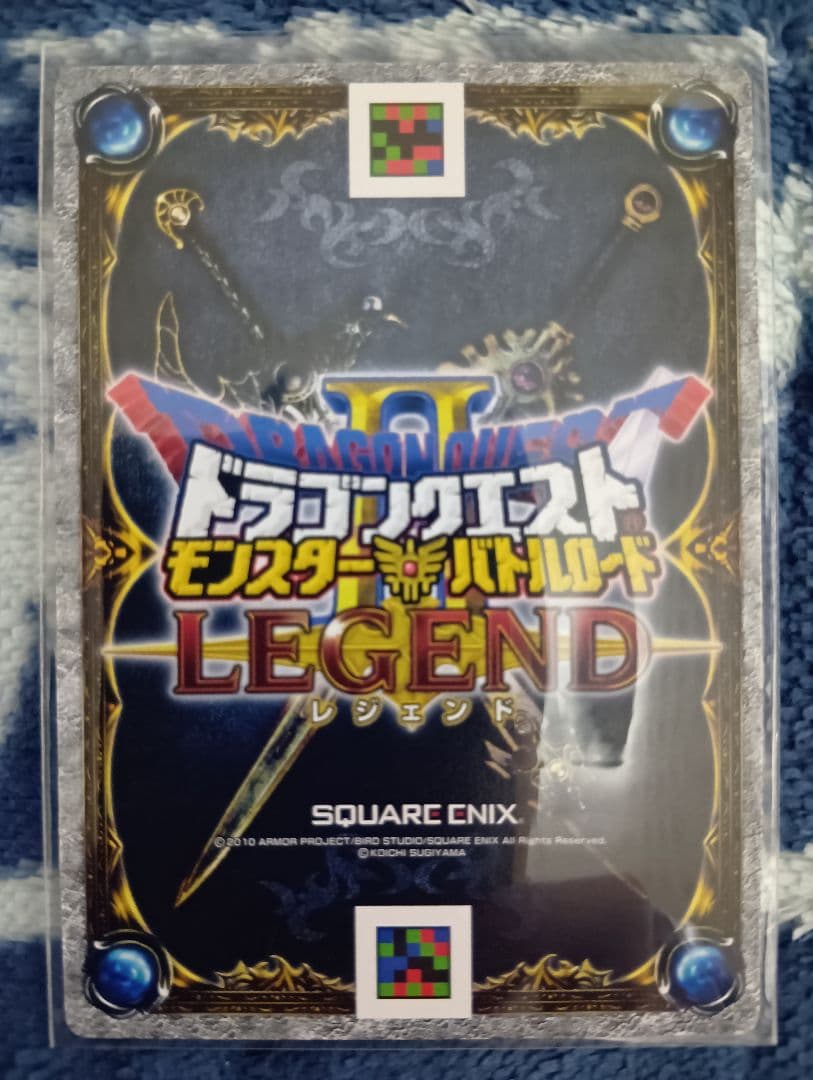 II
DRAGON QUEST
ドラゴンクエスト
モンスターバトルロード
LEGEND
レジェンド
SQUARE ENIX
©2010 ARMOR PROJECT/BIRD STUDIO/SQUARE ENIX All Rights Reserved.
©KOICHI SUGIYAMA